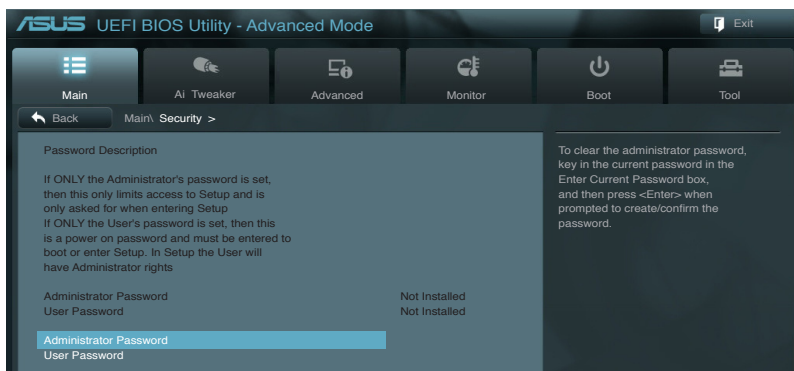 ASUS UEFI BIOS Utility - Advanced Mode
Exit
Main
Ai Tweaker
Advanced
Monitor
Boot
Tool
Back
Main\ Security >
Password Description
If ONLY the Administrator's password is set,
then this only limits access to Setup and is
only asked for when entering Setup
If ONLY the User's password is set, then this
is a power on password and must be entered to
boot or enter Setup. In Setup the User will
have Administrator rights
Administrator Password Not Installed
User Password Not Installed
Administrator Password
User Password
To clear the administrator password,
key in the current password in the
Enter Current Password box,
and then press <Enter> when
prompted to create/confirm the
password.